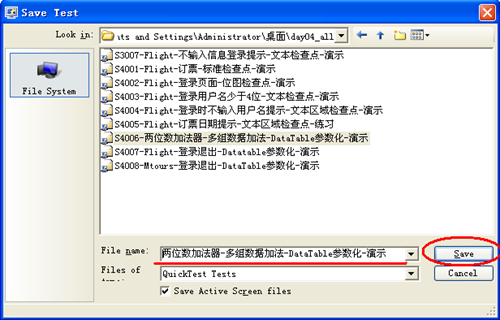 Save Test
Look in:
ıts and Settings\Administrator\桌面\day04_all
File System
S3007-Flight-不输入信息登录提示-文本检查点-演示
S4001-Flight-订票-标准检查点-演示
S4002-Flight-登录页面-位图检查点-演示
S4003-Flight-登录用户名少于4位-文本检查点-演示
S4004-Flight-登录时不输入用户名提示-文本区域检查点-演示
S4005-Flight-订票日期提示-文本区域检查点-练习
S4006-两位数加法器-多组数据加法-DataTable参数化-演示
S4007-Flight-登录退出-Datatable参数化-演示
S4008-Mtours-登录退出-DataTable参数化-演示
File name:
两位数加法器-多组数据加法-DataTable参数化-演示
Save
Files of
QuickTest Tests
Cancel
Save Active Screen files